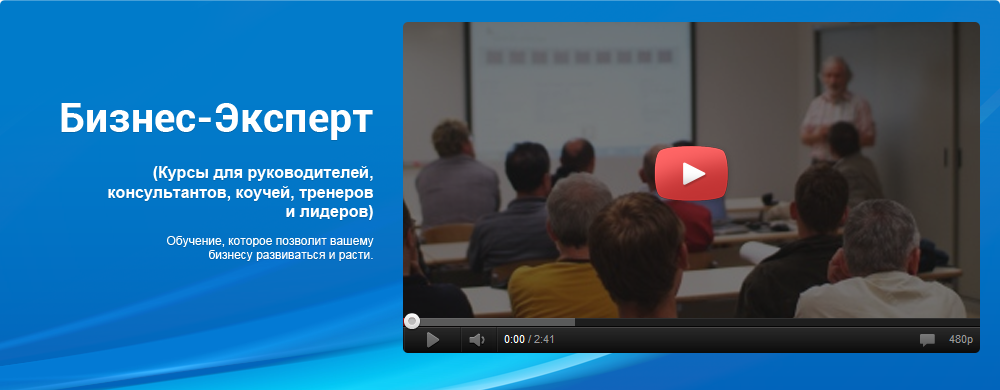 Бизнес-Эксперт
(Курсы для руководителей,
консультантов, коучей, тренеров
и лидеров)
Обучение, которое позволит вашему
бизнесу развиваться и расти.
0:00 / 2:41
480p